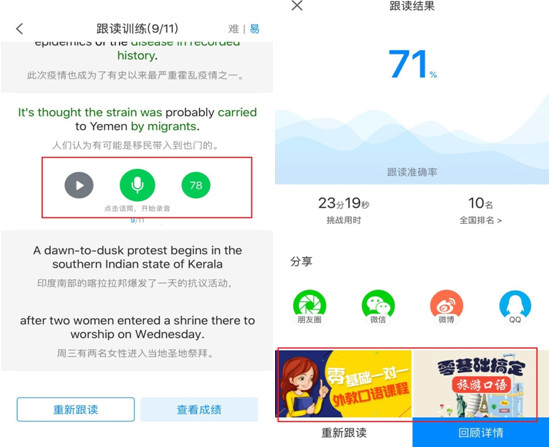 跟读训练(9/11)
难 | 易
epidemics of the disease in recorded
history.
此次疫情也成为了有史以来最严重霍乱疫情之一。
It's thought the strain was probably carried
to Yemen by migrants.
人们认为有可能是移民带入到也门的。
78
点击话筒，开始录音
9/11
A dawn-to-dusk protest begins in the
southern Indian state of Kerala
印度南部的喀拉拉邦爆发了一天的抗议活动，
after two women entered a shrine there to
worship on Wednesday.
周三有两名女性进入当地圣地祭拜。
重新跟读
查看成绩
跟读结果
71%
跟读准确率
23分19秒
挑战用时
10名
全国排名 >
分享
朋友圈
微信
微博
QQ
零基础一对一
外教口语课程
零基础搞定
旅游口语
重新跟读
回顾详情